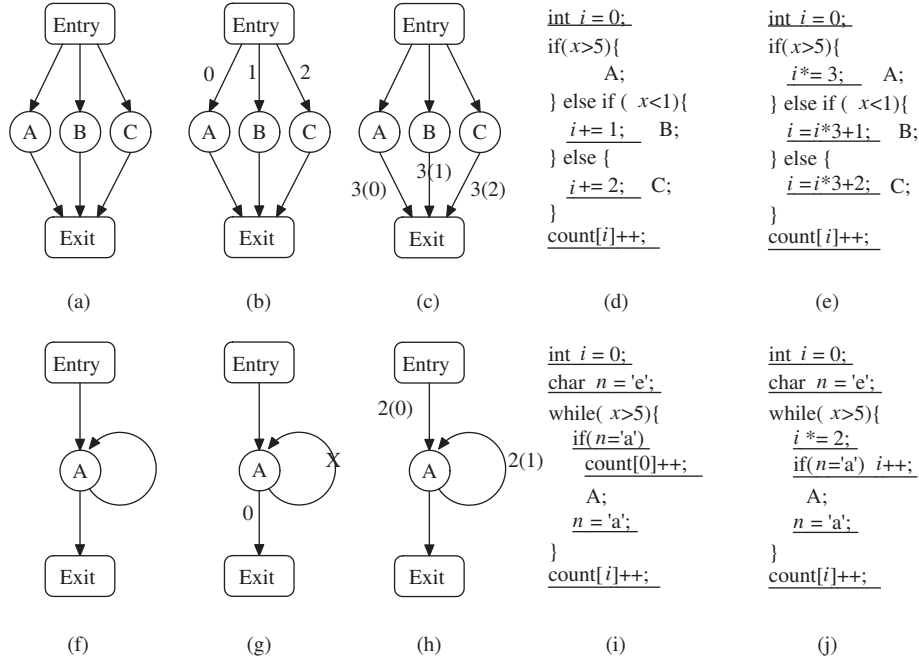 Entry
A
B
C
Exit
(a)
Entry
0
1
2
A
B
C
Exit
(b)
Entry
A
B
C
3(0)
3(1)
3(2)
Exit
(c)
int i = 0;
if(x>5){
A;
} else if ( x<1){
i += 1; B;
} else {
i += 2; C;
}
count[i]++;
(d)
int i = 0;
if(x>5){
i*= 3; A;
} else if ( x<1){
i =i*3+1; B;
} else {
i =i*3+2; C;
}
count[i]++;
(e)
Entry
A
Exit
(f)
Entry
A
X
0
Exit
(g)
Entry
2(0)
A
2(1)
Exit
(h)
int i = 0;
char n = 'e';
while( x>5){
if(n='a')
count[0]++;
A;
n = 'a';
}
count[i]++;
(i)
int i = 0;
char n = 'e';
while( x>5){
i *= 2;
if(n='a') i++;
A;
n = 'a';
}
count[i]++;
(j)